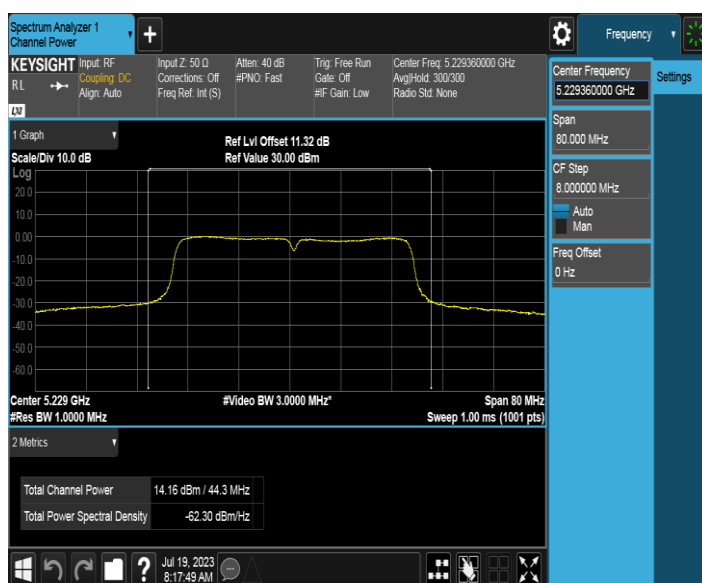 Spectrum Analyzer 1
Channel Power
Frequency
KEYSIGHT
RL
LXI
Input: RF
Coupling: DC
Align: Auto
Input Z: 50 Ω
Corrections: Off
Freq Ref: Int (S)
Atten: 40 dB
#PNO: Fast
Trig: Free Run
Gate: Off
#IF Gain: Low
Center Freq: 5.229360000 GHz
Avg|Hold: 300/300
Radio Std: None
Center Frequency
5.229360000 GHz
Settings
Span
80.000 MHz
CF Step
8.000000 MHz
Auto
Man
Freq Offset
0 Hz
1 Graph
Scale/Div 10.0 dB
Ref Lvl Offset 11.32 dB
Ref Value 30.00 dBm
Log
20.0
10.0
0.00
-10.0
-20.0
-30.0
-40.0
-50.0
-60.0
Center 5.229 GHz
#Video BW 3.0000 MHz*
Span 80 MHz
#Res BW 1.0000 MHz
Sweep 1.00 ms (1001 pts)
2 Metrics
Total Channel Power 14.16 dBm / 44.3 MHz
Total Power Spectral Density -62.30 dBm/Hz
?
Jul 19, 2023
8:17:49 AM